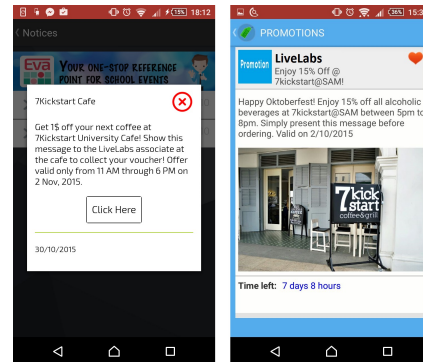 15%
18:12
Notices
EVA
YOUR ONE-STOP REFERENCE
POINT FOR SCHOOL EVENTS
7Kickstart Cafe
Get 1$ off your next coffee at
7Kickstart University Cafe! Show this
message to the LiveLabs associate at
the cafe to collect your voucher! Offer
valid only from 11 AM through 6 PM on
2 Nov, 2015.
Click Here
30/10/2015
36%
15:3
PROMOTIONS
Promotion
LiveLabs
Enjoy 15% Off @
7kickstart@SAM!
Happy Oktoberfest! Enjoy 15% off all alcoholic
beverages at 7kickstart@SAM between 5pm to
8pm. Simply present this message before
ordering. Valid on 2/10/2015
7kick
start
coffee&grill
Time left: 7 days 8 hours